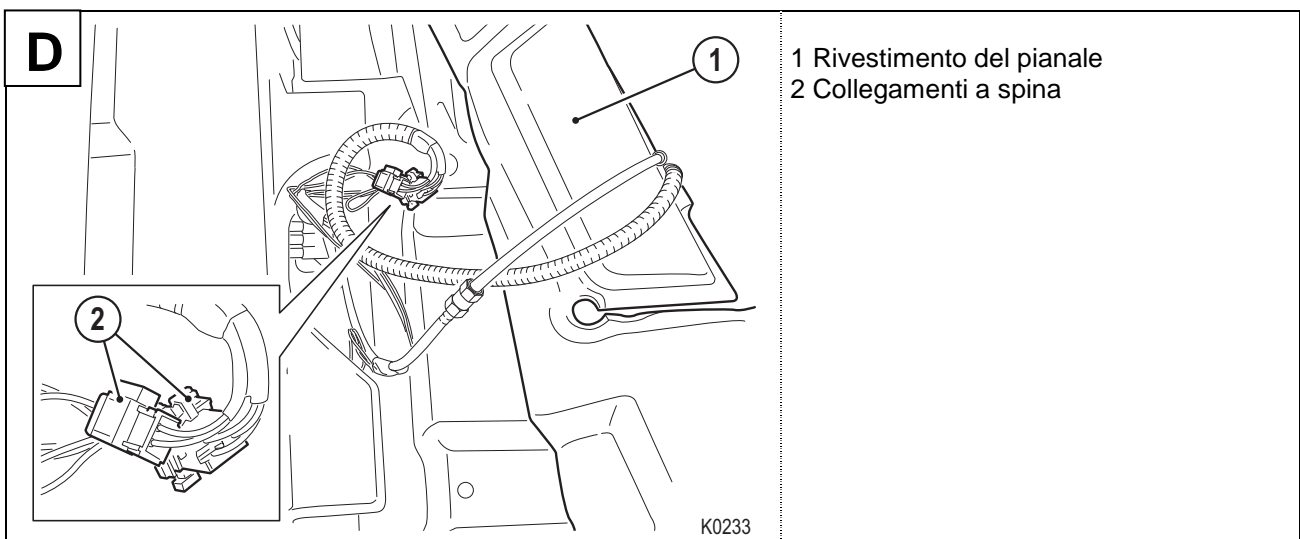 D
1
1 Rivestimento del pianale
2 Collegamenti a spina
2
K0233